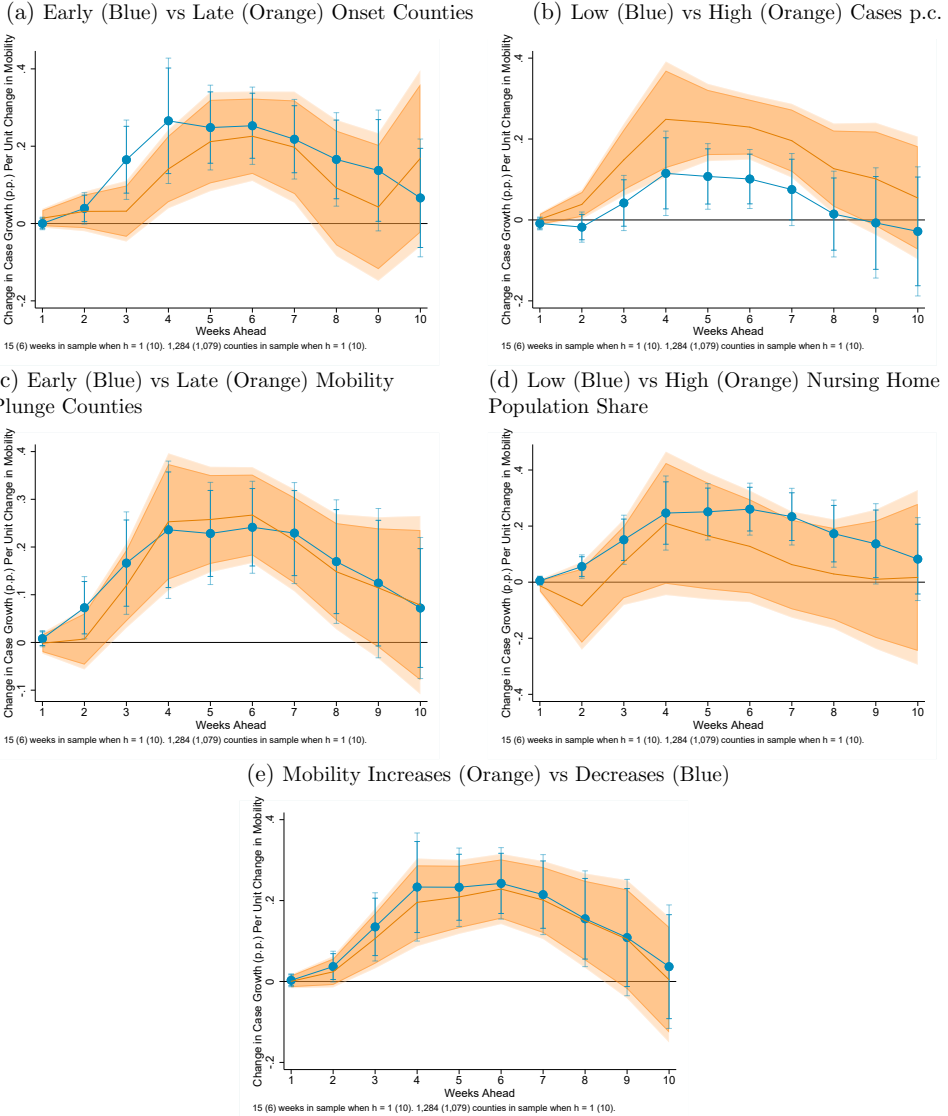 (a) Early (Blue) vs Late (Orange) Onset Counties
Change in Case Growth (p.p.) Per Unit Change in Mobility
.4
.2
0
-.2
1 2 3 4 5 6 7 8 9 10
Weeks Ahead
15 (6) weeks in sample when h = 1 (10). 1,284 (1,079) counties in sample when h = 1 (10).
(b) Low (Blue) vs High (Orange) Cases p.c.
Change in Case Growth (p.p.) Per Unit Change in Mobility
.4
.2
0
-.2
1 2 3 4 5 6 7 8 9 10
Weeks Ahead
15 (6) weeks in sample when h = 1 (10). 1,284 (1,079) counties in sample when h = 1 (10).
c) Early (Blue) vs Late (Orange) Mobility
Plunge Counties
Change in Case Growth (p.p.) Per Unit Change in Mobility
.4
.3
.2
.1
0
-.1
1 2 3 4 5 6 7 8 9 10
Weeks Ahead
15 (6) weeks in sample when h = 1 (10). 1,284 (1,079) counties in sample when h = 1 (10).
(d) Low (Blue) vs High (Orange) Nursing Home
Population Share
Change in Case Growth (p.p.) Per Unit Change in Mobility
.4
.2
0
-.2
-.4
1 2 3 4 5 6 7 8 9 10
Weeks Ahead
15 (6) weeks in sample when h = 1 (10). 1,284 (1,079) counties in sample when h = 1 (10).
(e) Mobility Increases (Orange) vs Decreases (Blue)
Change in Case Growth (p.p.) Per Unit Change in Mobility
.4
.2
0
-.2
1 2 3 4 5 6 7 8 9 10
Weeks Ahead
15 (6) weeks in sample when h = 1 (10). 1,284 (1,079) counties in sample when h = 1 (10).